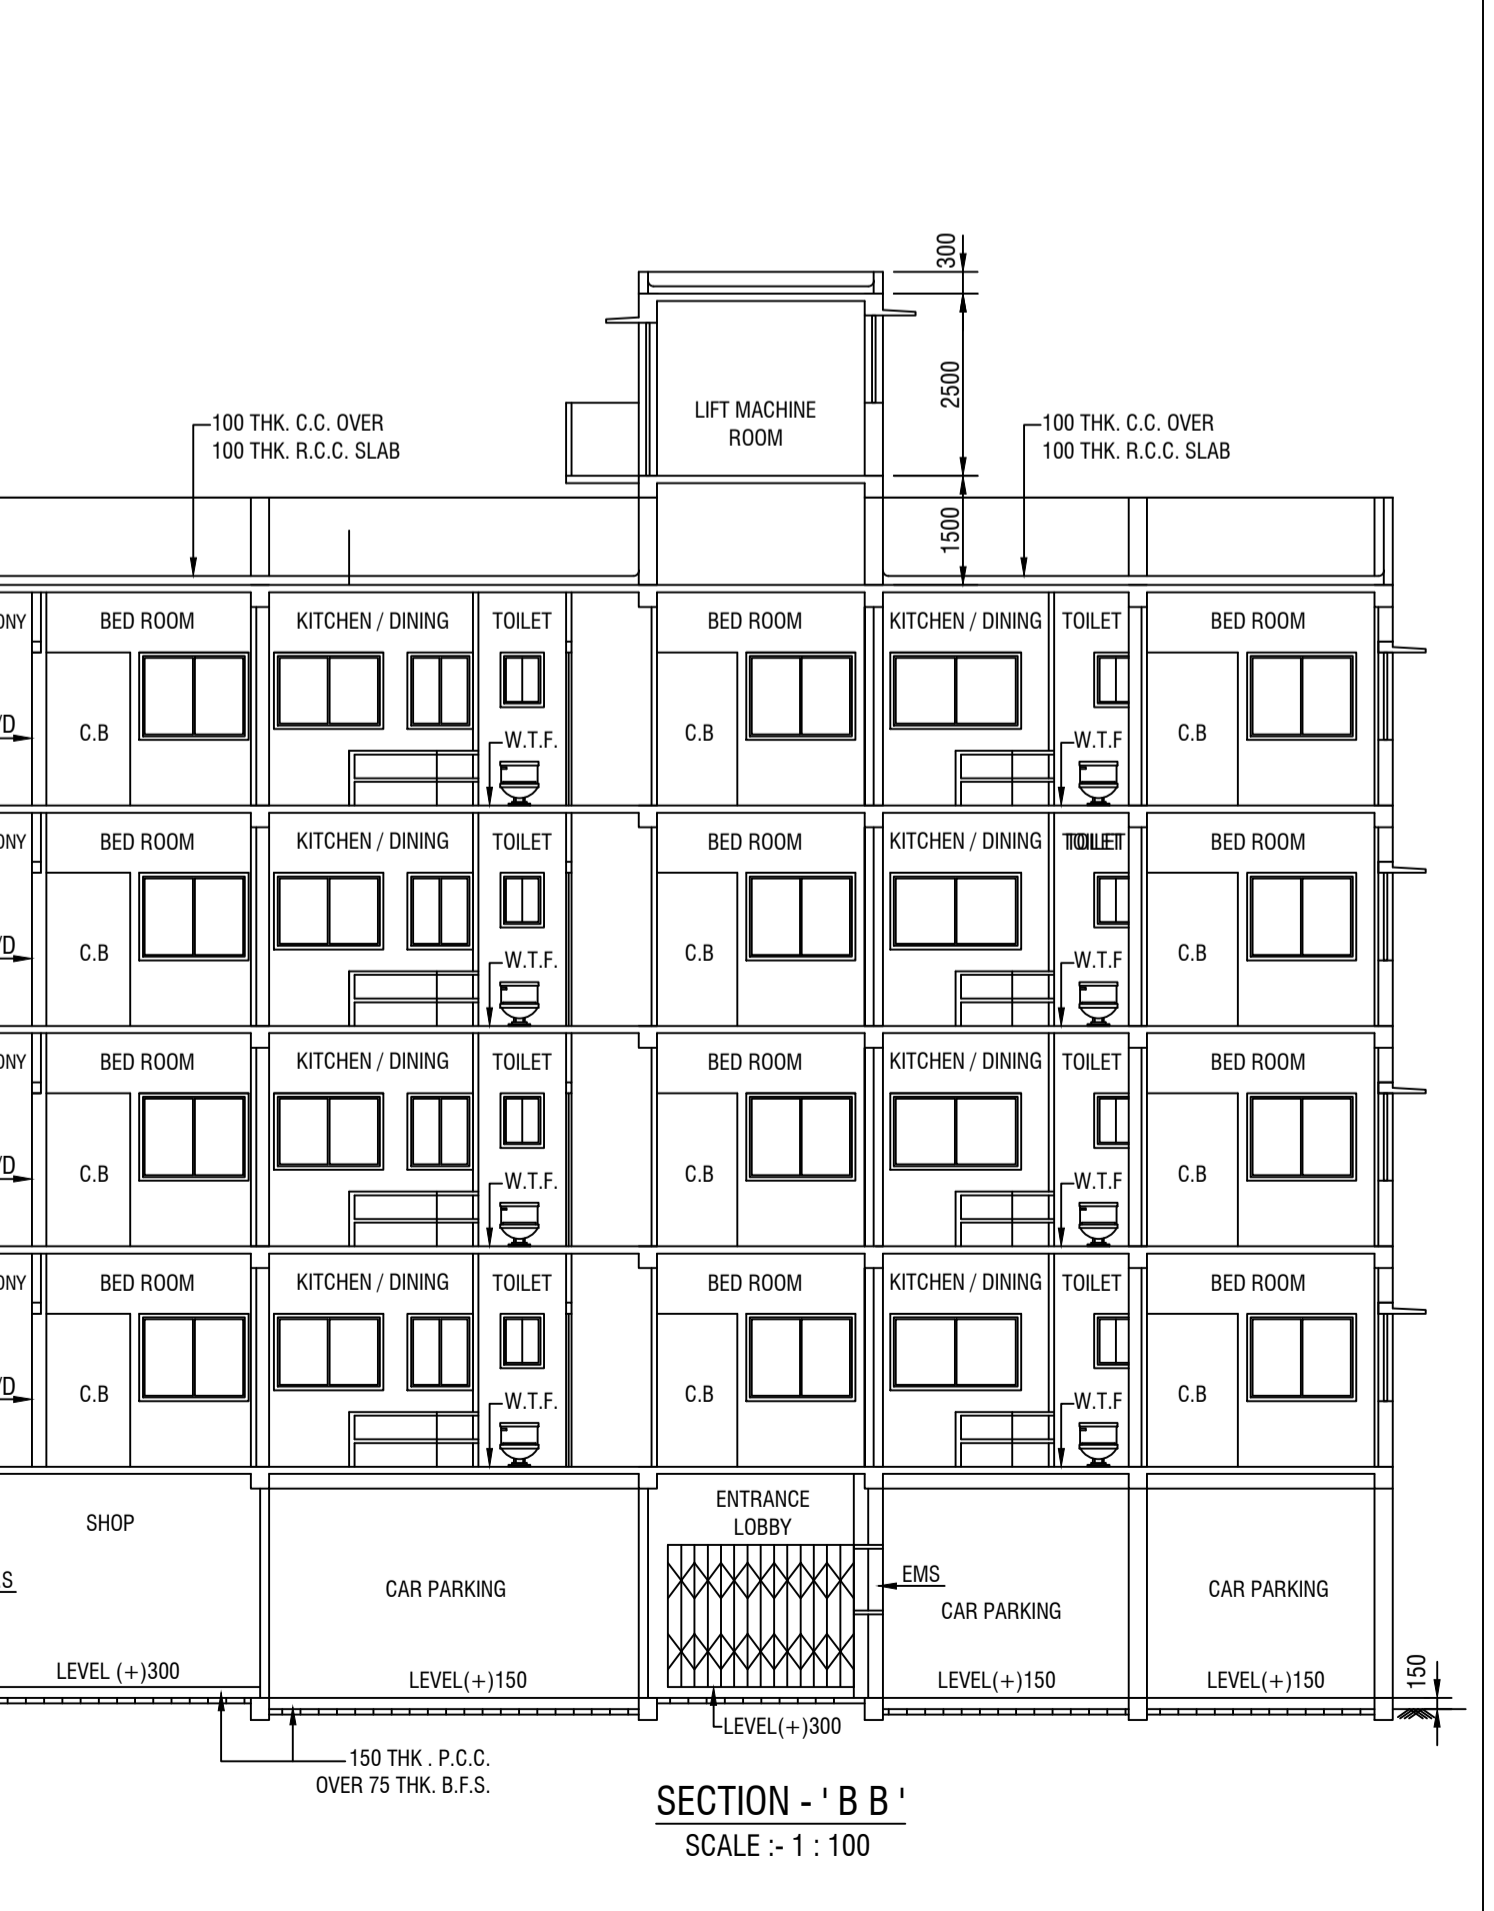 300
2500
LIFT MACHINE
ROOM
100 THK. C.C. OVER
100 THK. R.C.C. SLAB
100 THK. C.C. OVER
100 THK. R.C.C. SLAB
1500
ONY BED ROOM KITCHEN / DINING TOILET BED ROOM KITCHEN / DINING TOILET BED ROOM
/D C.B W.T.F. C.B W.T.F C.B
ONY BED ROOM KITCHEN / DINING TOILET BED ROOM KITCHEN / DINING TOILET BED ROOM
/D C.B W.T.F. C.B W.T.F C.B
ONY BED ROOM KITCHEN / DINING TOILET BED ROOM KITCHEN / DINING TOILET BED ROOM
/D C.B W.T.F. C.B W.T.F C.B
ONY BED ROOM KITCHEN / DINING TOILET BED ROOM KITCHEN / DINING TOILET BED ROOM
/D C.B W.T.F. C.B W.T.F C.B
SHOP
ENTRANCE
LOBBY
S
CAR PARKING
EMS
CAR PARKING
CAR PARKING
LEVEL (+)300
LEVEL(+)150
LEVEL(+)150
LEVEL(+)150
150
LEVEL(+)300
150 THK . P.C.C.
OVER 75 THK. B.F.S.
SECTION - ' B B '
SCALE :- 1 : 100